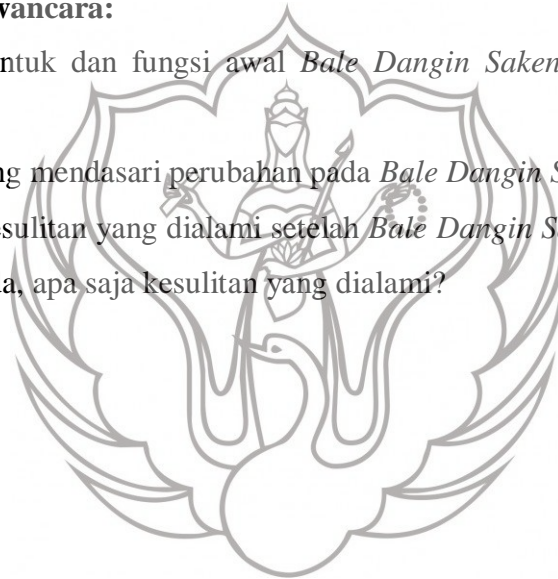 wancara:
ntuk dan fungsi awal Bale Dangin Saken
ng mendasari perubahan pada Bale Dangin S
sulitan yang dialami setelah Bale Dangin S
a, apa saja kesulitan yang dialami?